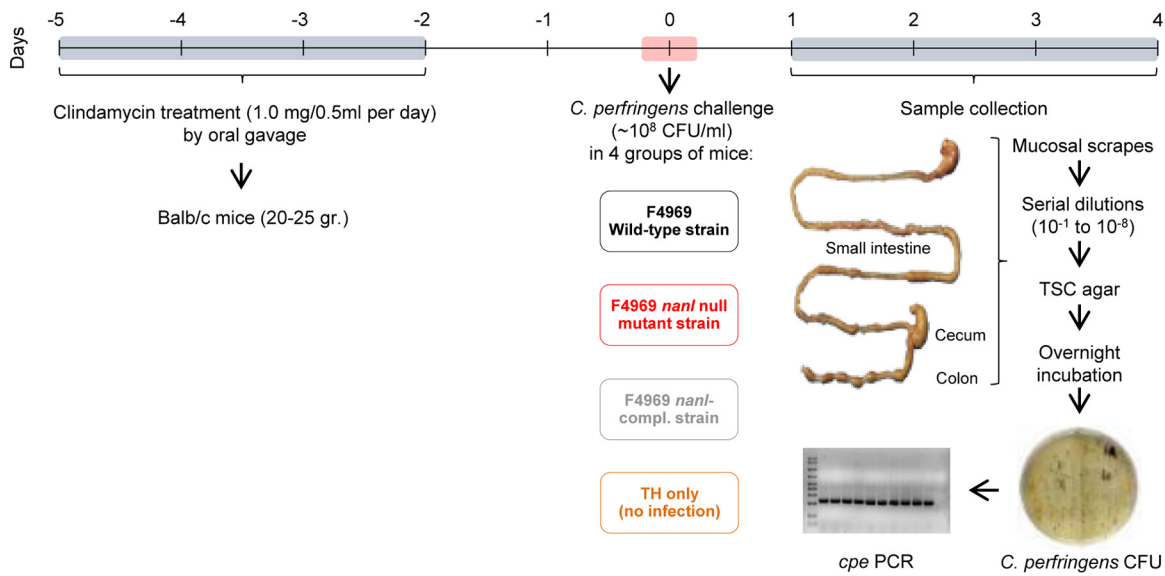 -5 -4 -3 -2 -1 0 1 2 3 4
Days
Clindamycin treatment (1.0 mg/0.5ml per day)
by oral gavage
Balb/c mice (20-25 gr.)
C. perfringens challenge
(~10⁸ CFU/ml)
in 4 groups of mice:
F4969
Wild-type strain
F4969 nanI null
mutant strain
F4969 nanI-
compl. strain
TH only
(no infection)
Sample collection
Small intestine
Cecum
Colon
Mucosal scrapes
Serial dilutions
(10⁻¹ to 10⁻⁸)
TSC agar
Overnight
incubation
C. perfringens CFU
cpe PCR